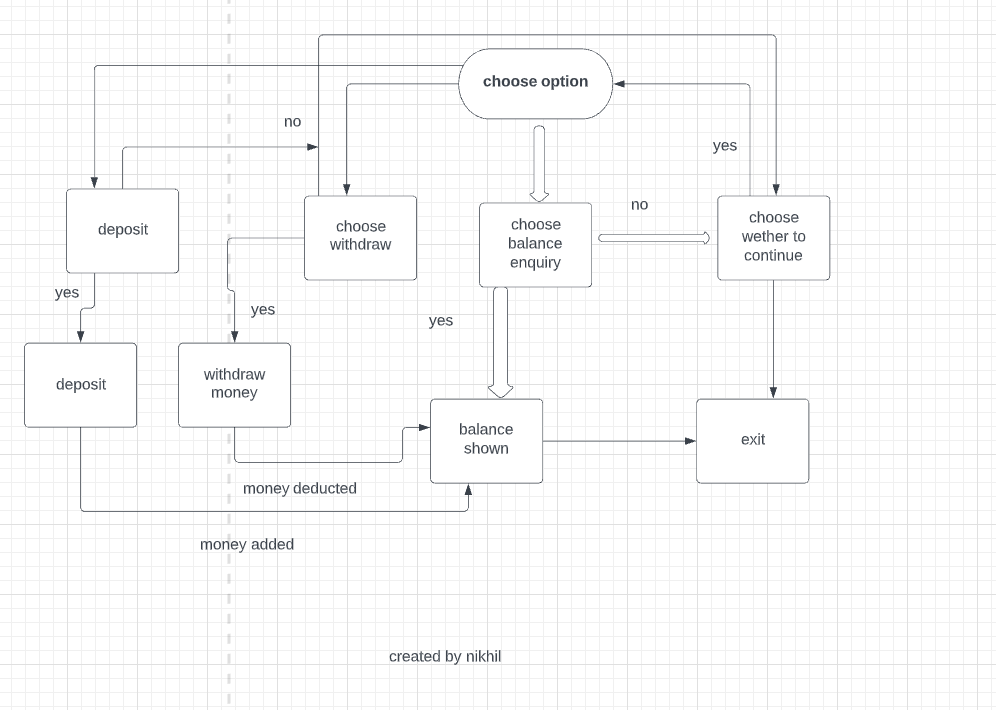 choose option
no
yes
no
deposit
choose
withdraw
choose
balance
enquiry
choose
wether to
continue
yes
yes
yes
deposit
withdraw
money
balance
shown
exit
money deducted
money added
created by nikhil